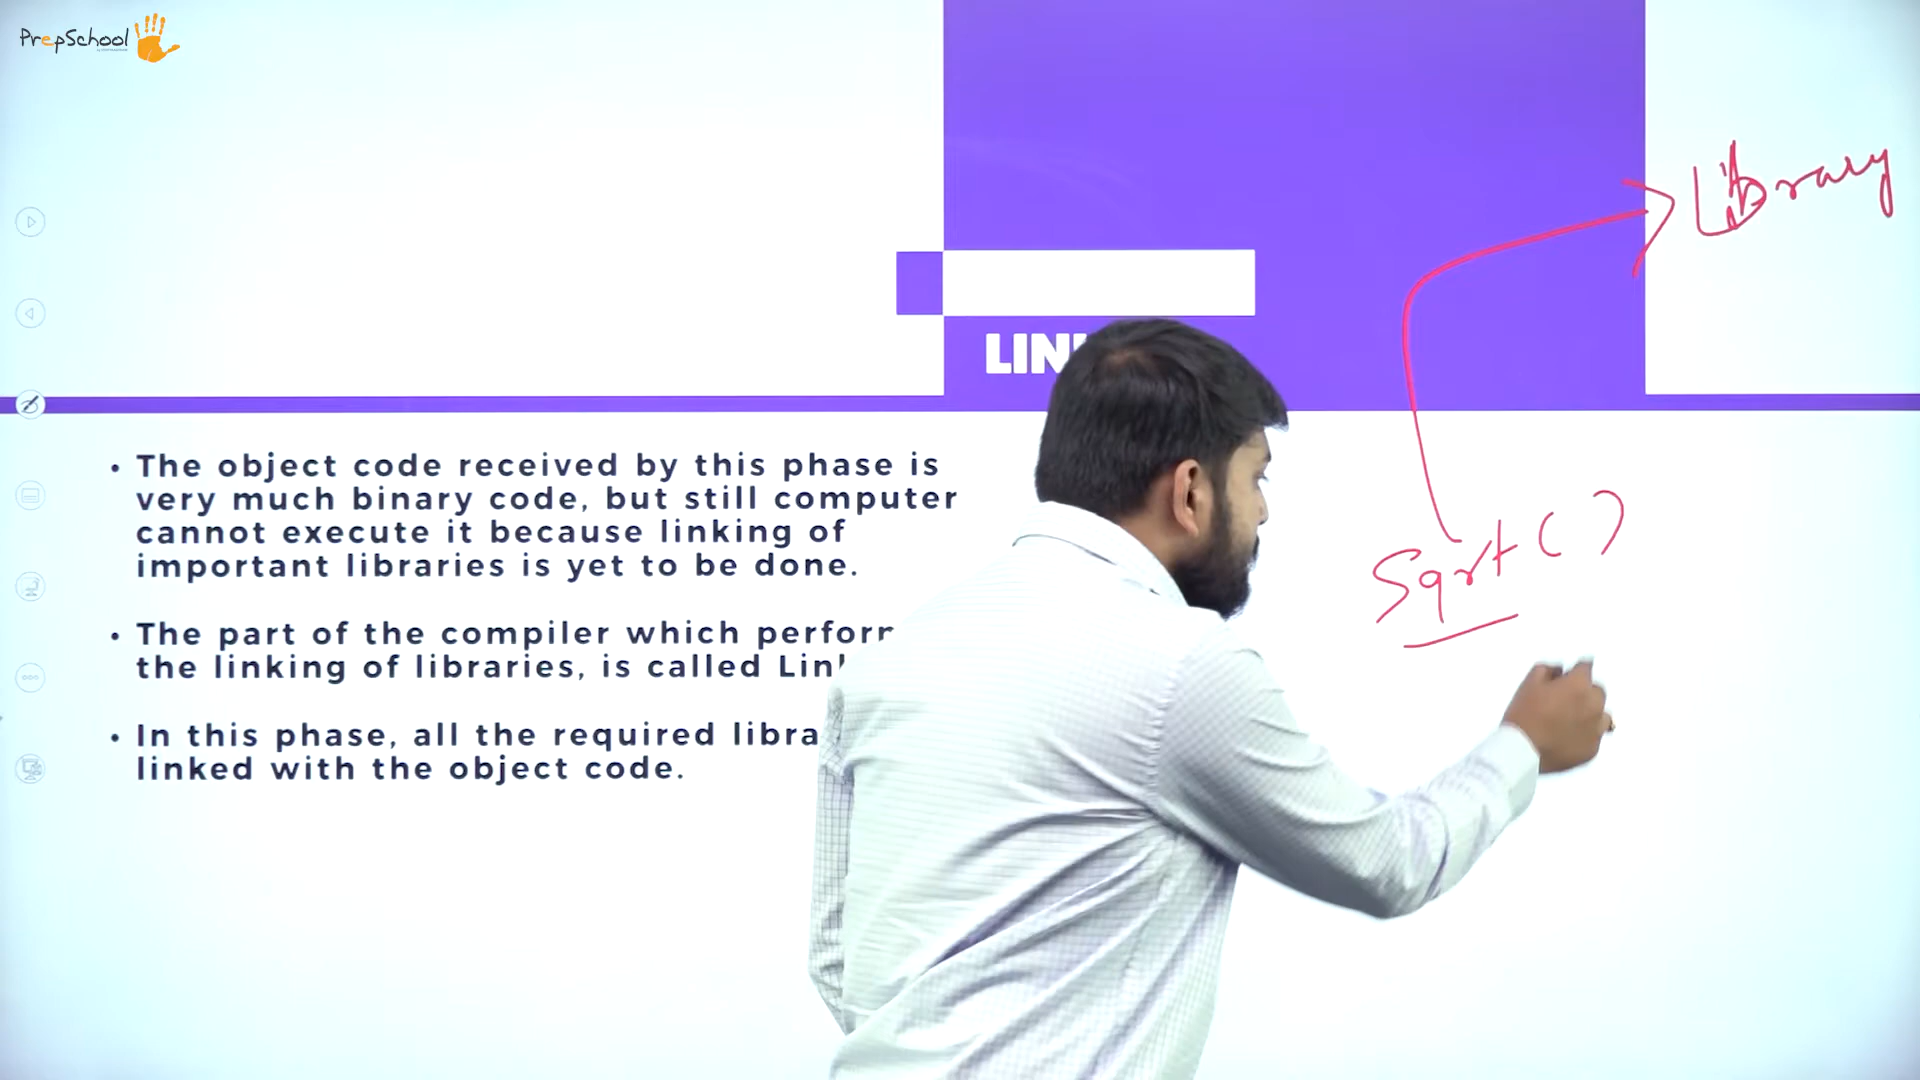 PrepSchool
Library
LIN
The object code received by this phase is
very much binary code, but still computer
cannot execute it because linking of
important libraries is yet to be done.
Sqrt ( )
The part of the compiler which perfor
the linking of libraries, is called Lin
In this phase, all the required libra
linked with the object code.